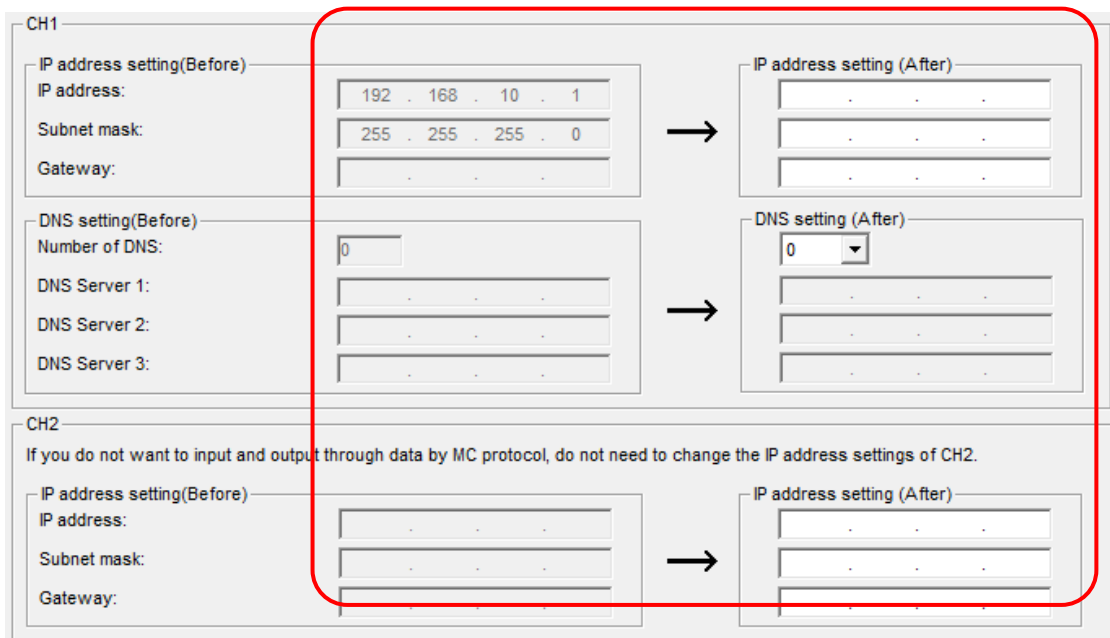 CH1
IP address setting(Before)
IP address setting (After)
IP address:
192 . 168 . 10 . 1
. . .
Subnet mask:
255 . 255 . 255 . 0
. . .
Gateway:
. . .
. . .
DNS setting(Before)
DNS setting (After)
Number of DNS:
0
0
DNS Server 1:
. . .
. . .
DNS Server 2:
. . .
. . .
DNS Server 3:
. . .
. . .
CH2
If you do not want to input and output through data by MC protocol, do not need to change the IP address settings of CH2.
IP address setting(Before)
IP address setting (After)
IP address:
. . .
. . .
Subnet mask:
. . .
. . .
Gateway:
. . .
. . .